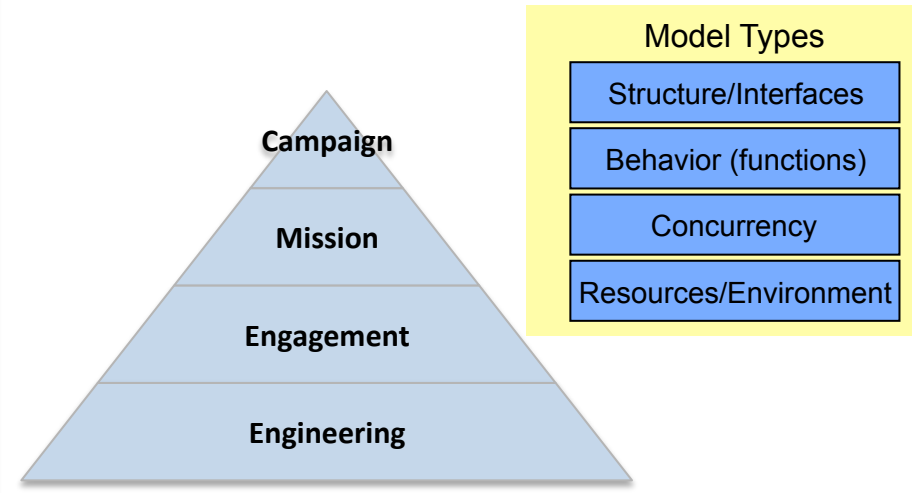 Model Types
Structure/Interfaces
Behavior (functions)
Concurrency
Resources/Environment
Campaign
Mission
Engagement
Engineering